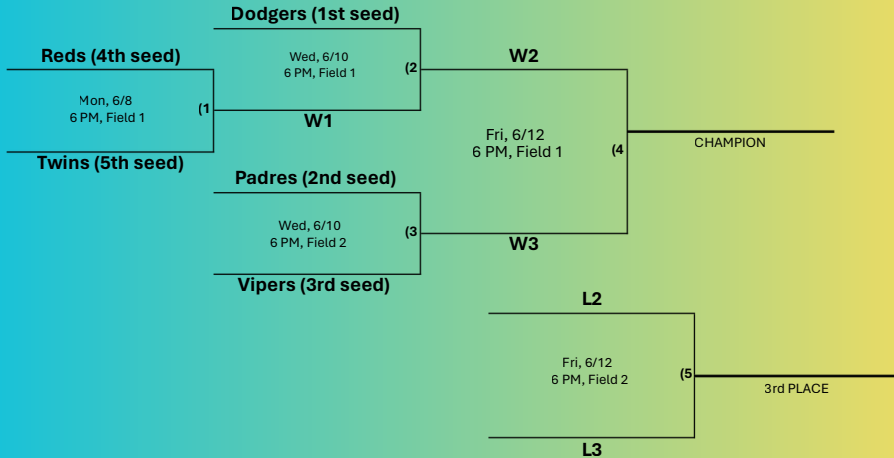 Dodgers (1st seed)
Reds (4th seed)
Wed, 6/10
6 PM, Field 1
(2
W2
Mon, 6/8
6 PM, Field 1
(1
W1
Fri, 6/12
6 PM, Field 1
(4
CHAMPION
Twins (5th seed)
Padres (2nd seed)
Wed, 6/10
6 PM, Field 2
(3
W3
Vipers (3rd seed)
L2
Fri, 6/12
6 PM, Field 2
(5
3rd PLACE
L3